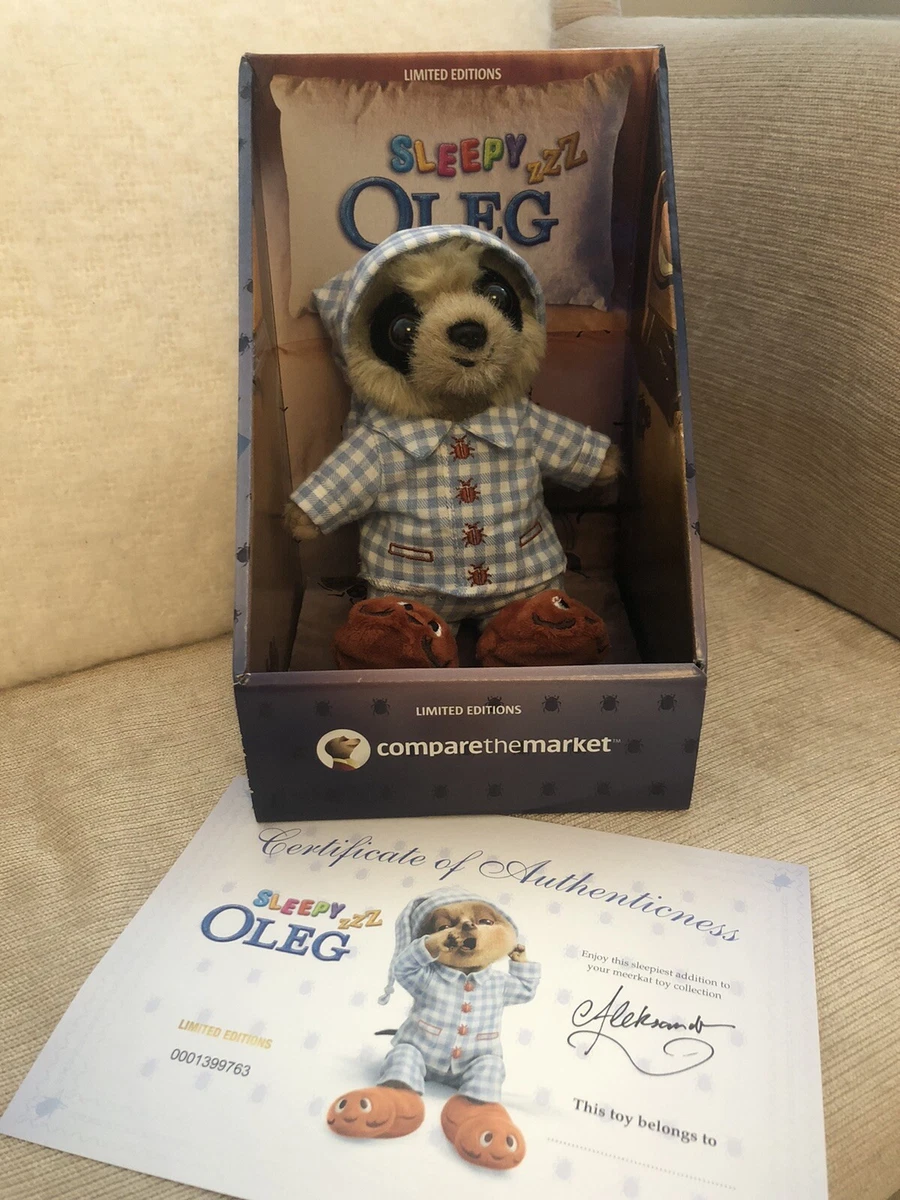 LIMITED EDITIONS
SLEEPY zzZ
OLEG
LIMITED EDITIONS
comparethemarket™
Certificate of Authenticness
SLEEPY zzZ
OLEG
Enjoy this sleepiest addition to
your meerkat toy collection
Aleksandr
LIMITED EDITIONS
0001399763
This toy belongs to